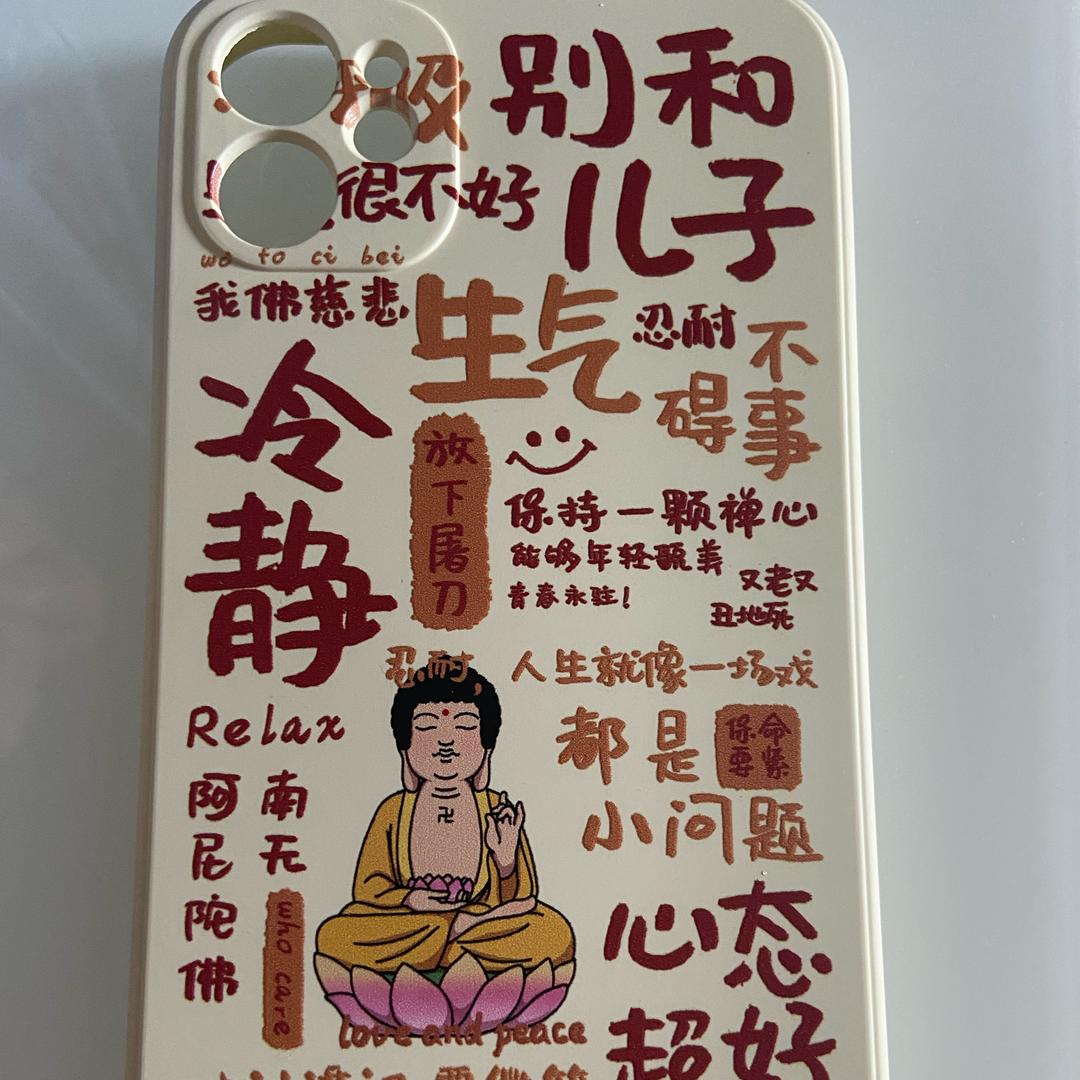 别和
儿子
生气
吸
很不好
wo fo ci bei
我佛慈悲
忍耐
不
碍事
冷
静
放
下
屠
刀
保持一颗禅心
能够年轻貌美
青春永驻!
又老又
丑地死
忍耐,
人生就像一场戏
都是
保命
要紧
小问题
Relax
南无
阿尼陀佛
卍
who care
心态
超好
love and peace